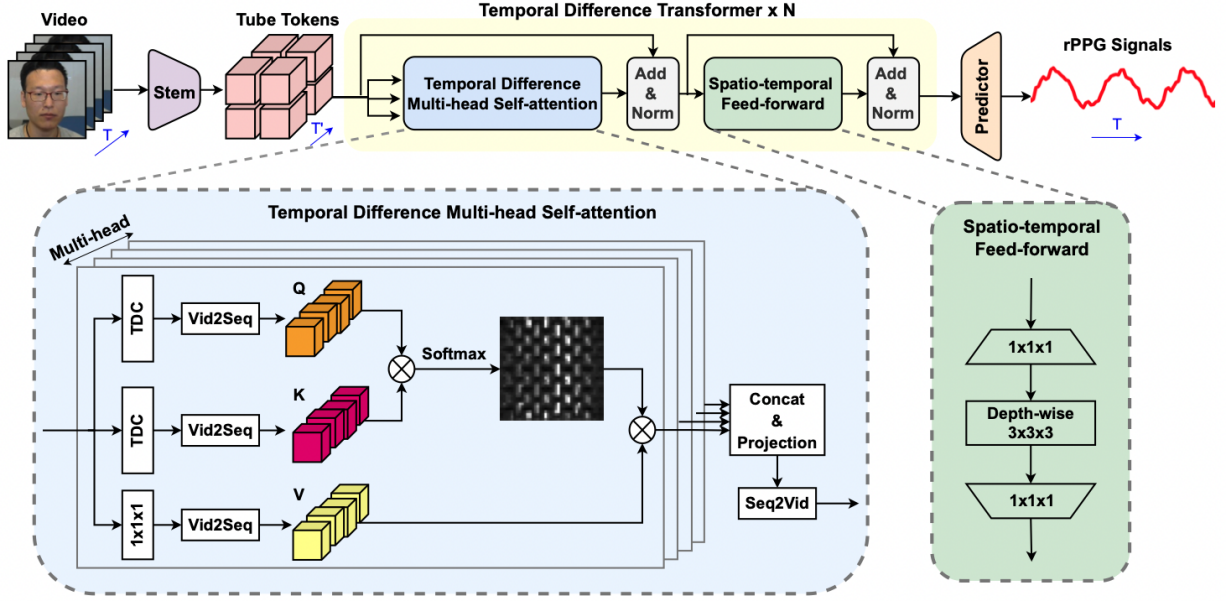 Temporal Difference Transformer x N
Video
Tube Tokens
rPPG Signals
Stem
Temporal Difference
Multi-head Self-attention
Add
&
Norm
Spatio-temporal
Feed-forward
Add
&
Norm
Predictor
T
T'
T
Temporal Difference Multi-head Self-attention
Multi-head
TDC
Vid2Seq
Q
Softmax
TDC
Vid2Seq
K
1x1x1
Vid2Seq
V
Concat
&
Projection
Seq2Vid
Spatio-temporal
Feed-forward
1x1x1
Depth-wise
3x3x3
1x1x1